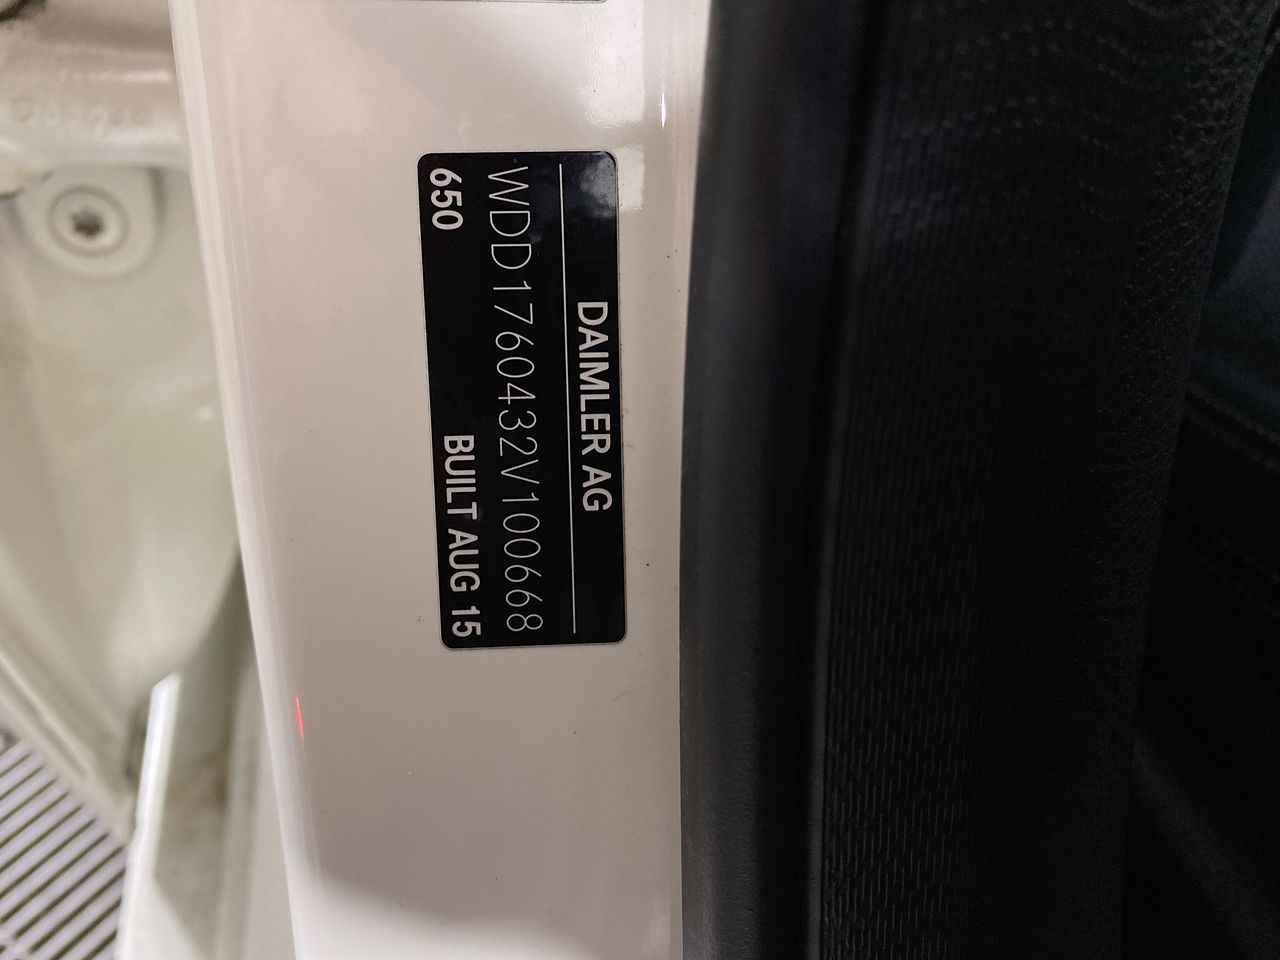 DAIMLER AG
WDD1760432V100668
650 BUILT AUG 15